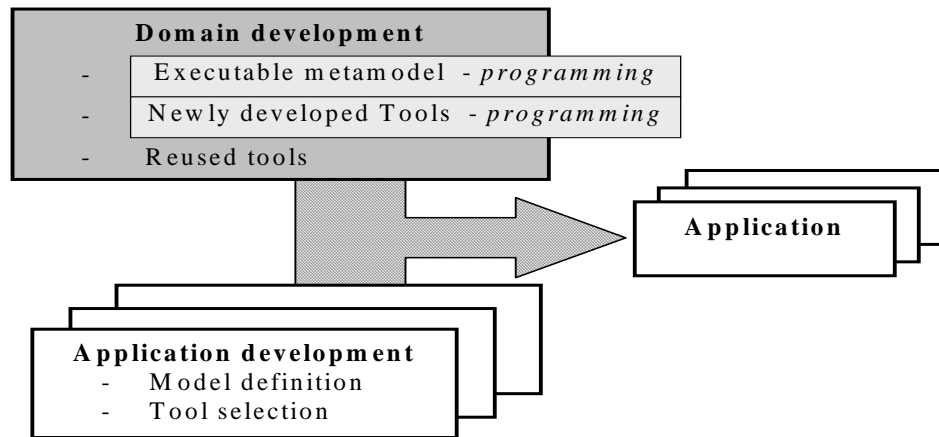 Domain development
- Executable metamodel - programming
- Newly developed Tools - programming
- Reused tools
Application
Application development
- Model definition
- Tool selection